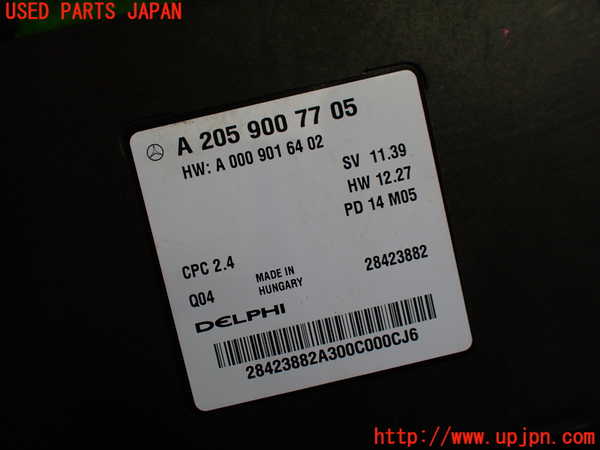 USED PARTS JAPAN
A 205 900 77 05
HW: A 000 901 64 02
SV 11.39
HW 12.27
PD 14 M05
CPC 2.4
MADE IN
HUNGARY
28423882
Q04
DELPHI
28423882A300C000CJ6
http://www.upjpn.com/